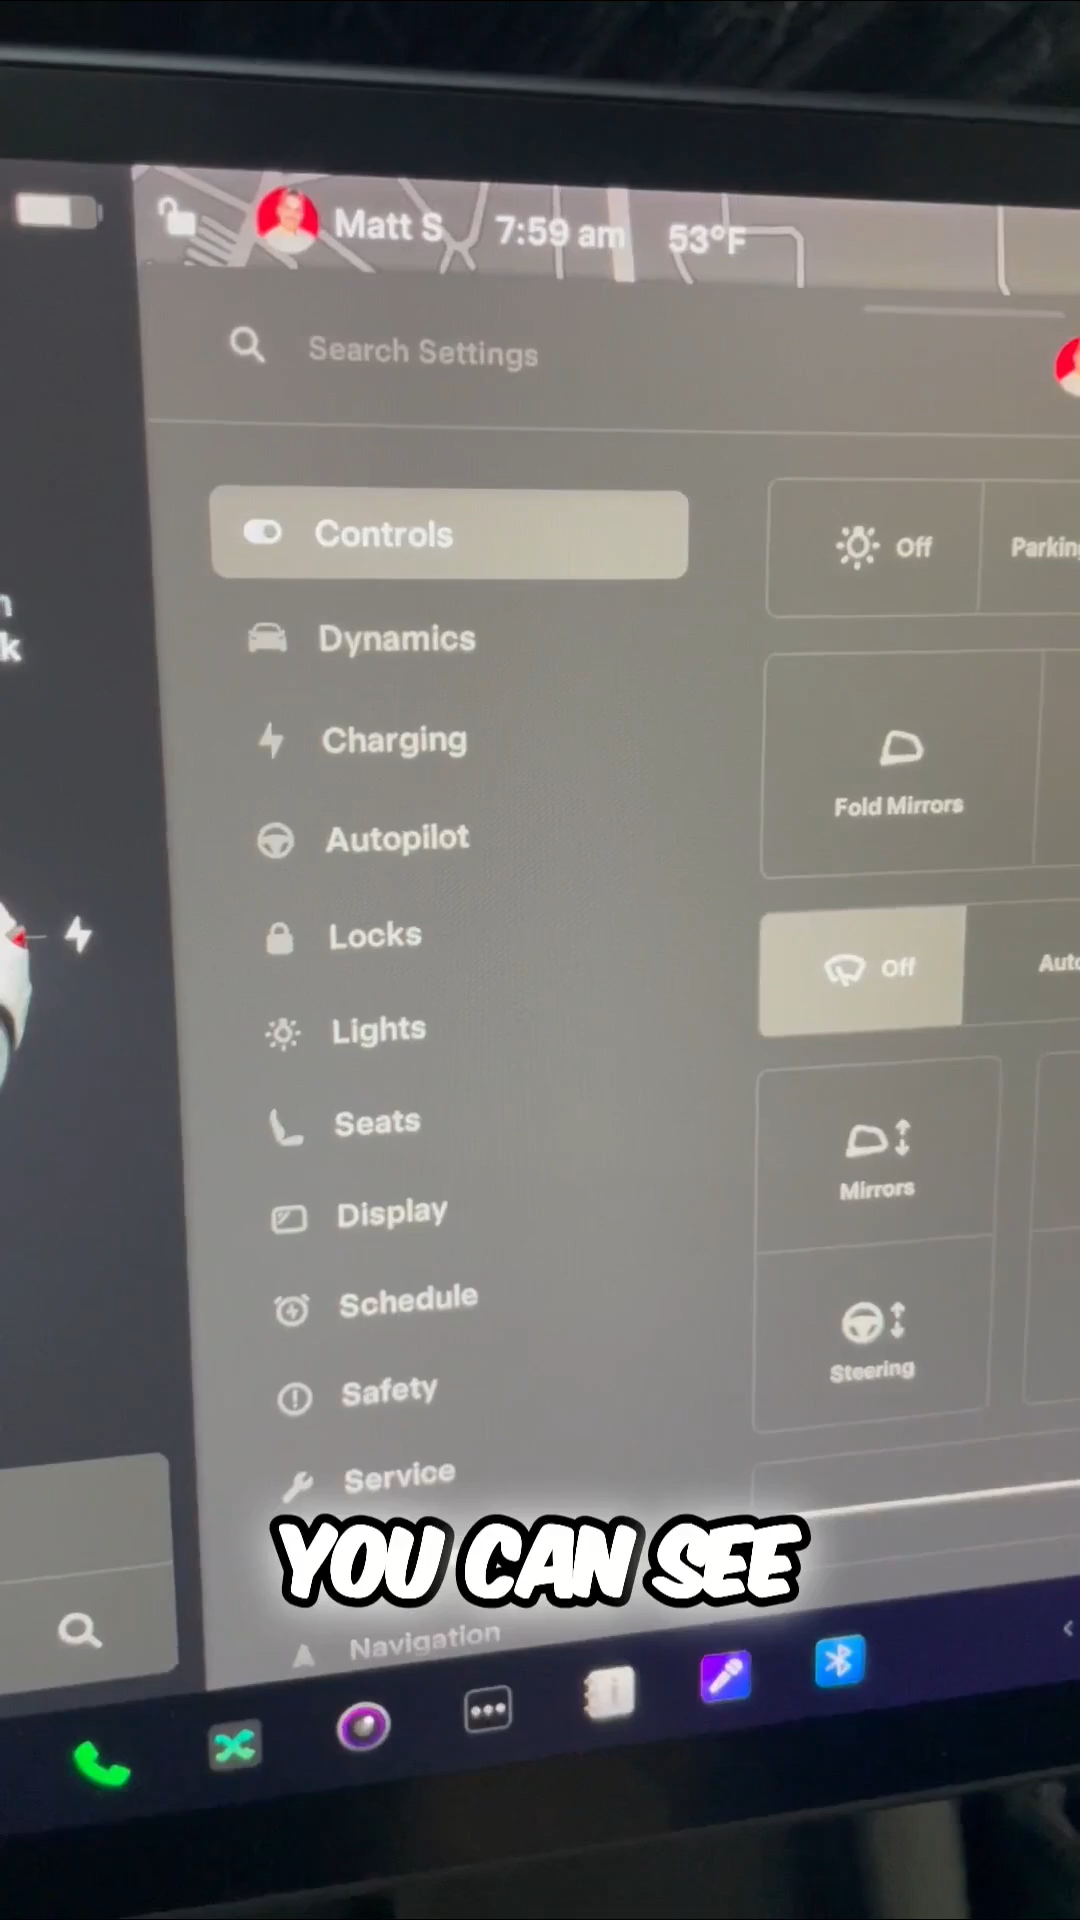 Matt S 7:59 am 53°F
Search Settings
Controls
Dynamics
Charging
Autopilot
Locks
Lights
Seats
Display
Schedule
Safety
Service
Navigation
Off
Fold Mirrors
Off
Mirrors
Steering
YOU CAN SEE